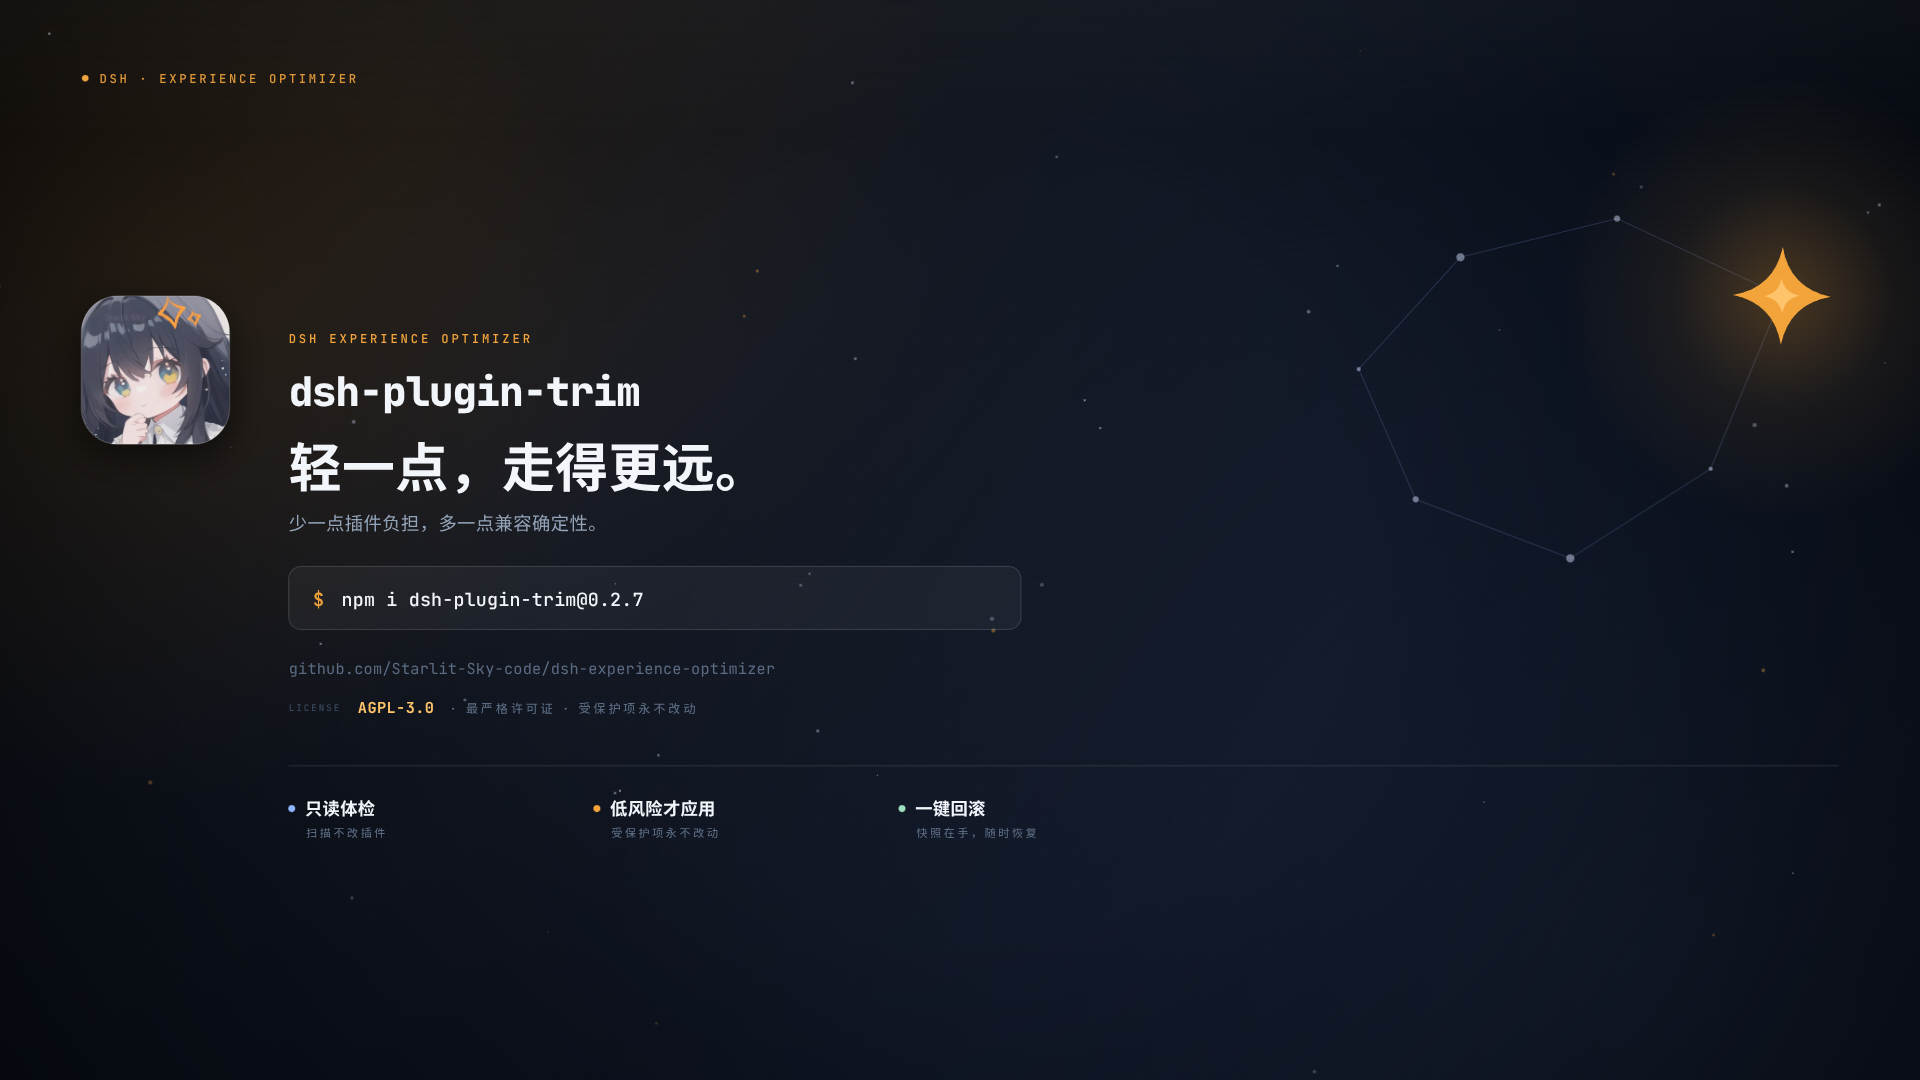 DSH · EXPERIENCE OPTIMIZER
DSH EXPERIENCE OPTIMIZER
dsh-plugin-trim
轻一点，走得更远。
少一点插件负担，多一点兼容确定性。
$ npm i dsh-plugin-trim@0.2.7
github.com/Starlit-Sky-code/dsh-experience-optimizer
LICENSE AGPL-3.0 · 最严格许可证 · 受保护项永不改动
只读体检
扫描不改插件
低风险才应用
受保护项永不改动
一键回滚
快照在手，随时恢复